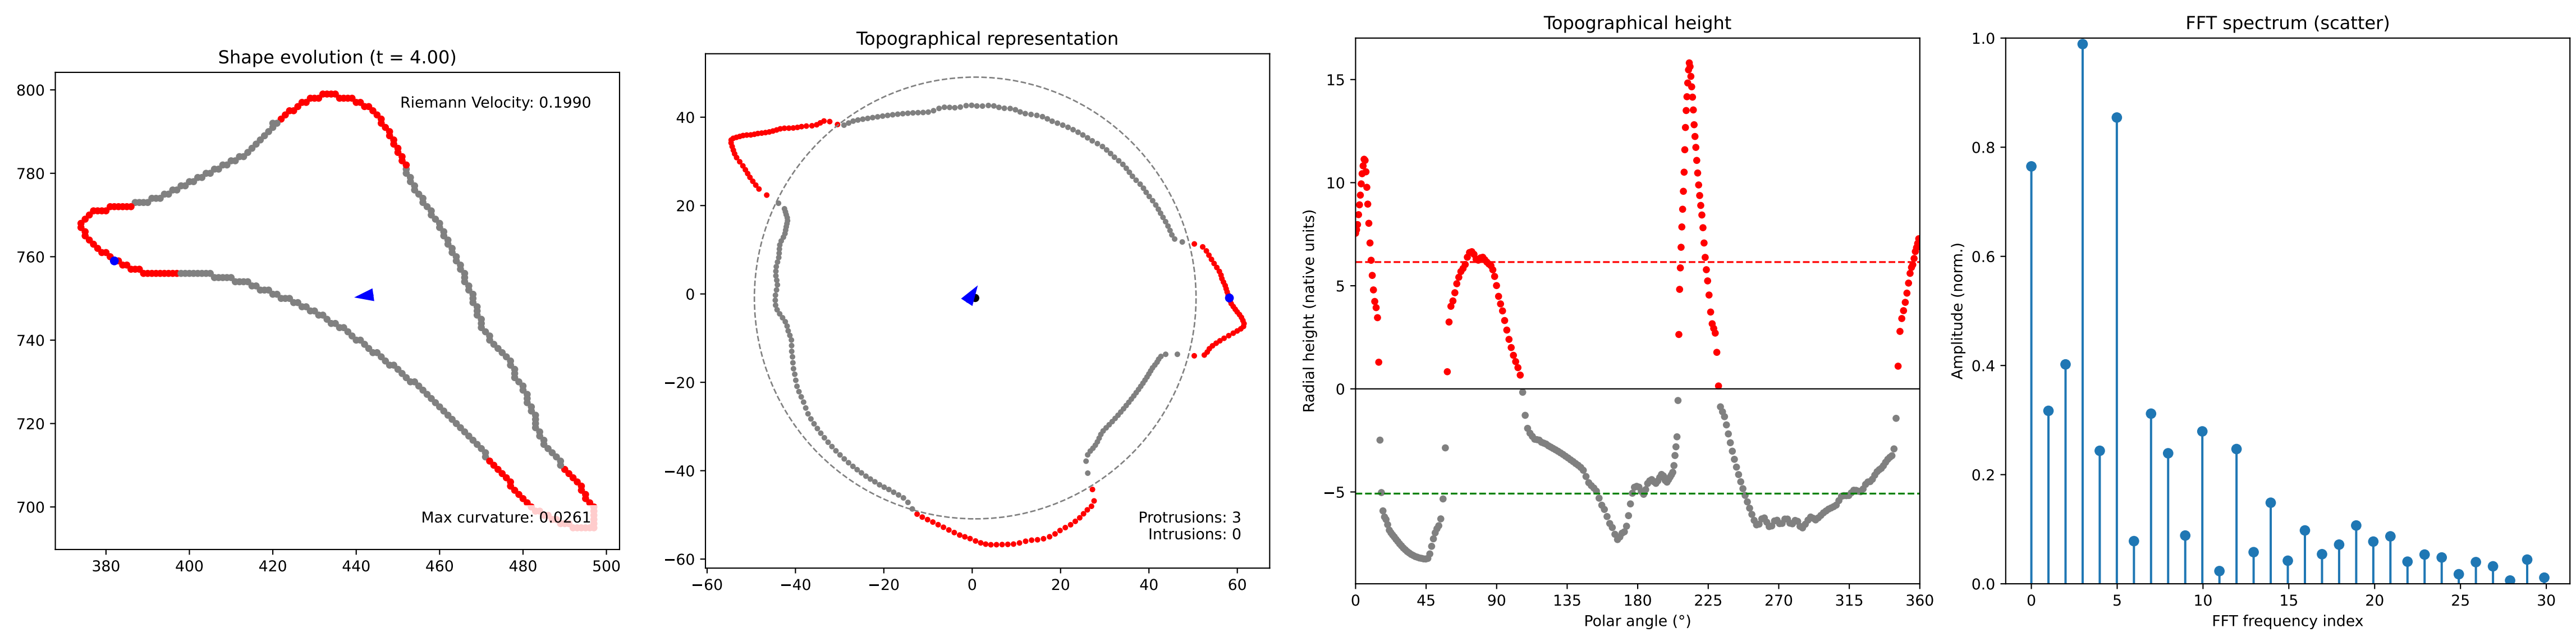 Shape evolution (t = 4.00)
Riemann Velocity: 0.1990
Max curvature: 0.0261
800
780
760
740
720
700
380 400 420 440 460 480 500
Topographical representation
40
20
0
−20
−40
−60
−60 −40 −20 0 20 40 60
Protrusions: 3
Intrusions: 0
Topographical height
Radial height (native units)
15
10
5
0
−5
0 45 90 135 180 225 270 315 360
Polar angle (°)
FFT spectrum (scatter)
Amplitude (norm.)
1.0
0.8
0.6
0.4
0.2
0.0
0 5 10 15 20 25 30
FFT frequency index